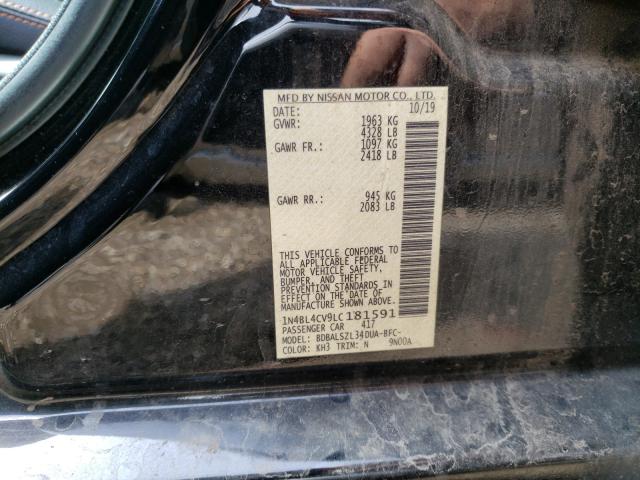 MFD BY NISSAN MOTOR CO., LTD.
DATE: 10/19
GVWR: 1963 KG
4328 LB
GAWR FR.: 1097 KG
2418 LB
GAWR RR.: 945 KG
2083 LB
THIS VEHICLE CONFORMS TO
ALL APPLICABLE FEDERAL
MOTOR VEHICLE SAFETY,
BUMPER, AND THEFT
PREVENTION STANDARDS
IN EFFECT ON THE DATE OF
MANUFACTURE SHOWN ABOVE.
1N4BL4CV9LC181591
PASSENGER CAR 417
MODEL: BDBALSZL34DUA-BFC-
COLOR: KH3 TRIM: N 9N00A